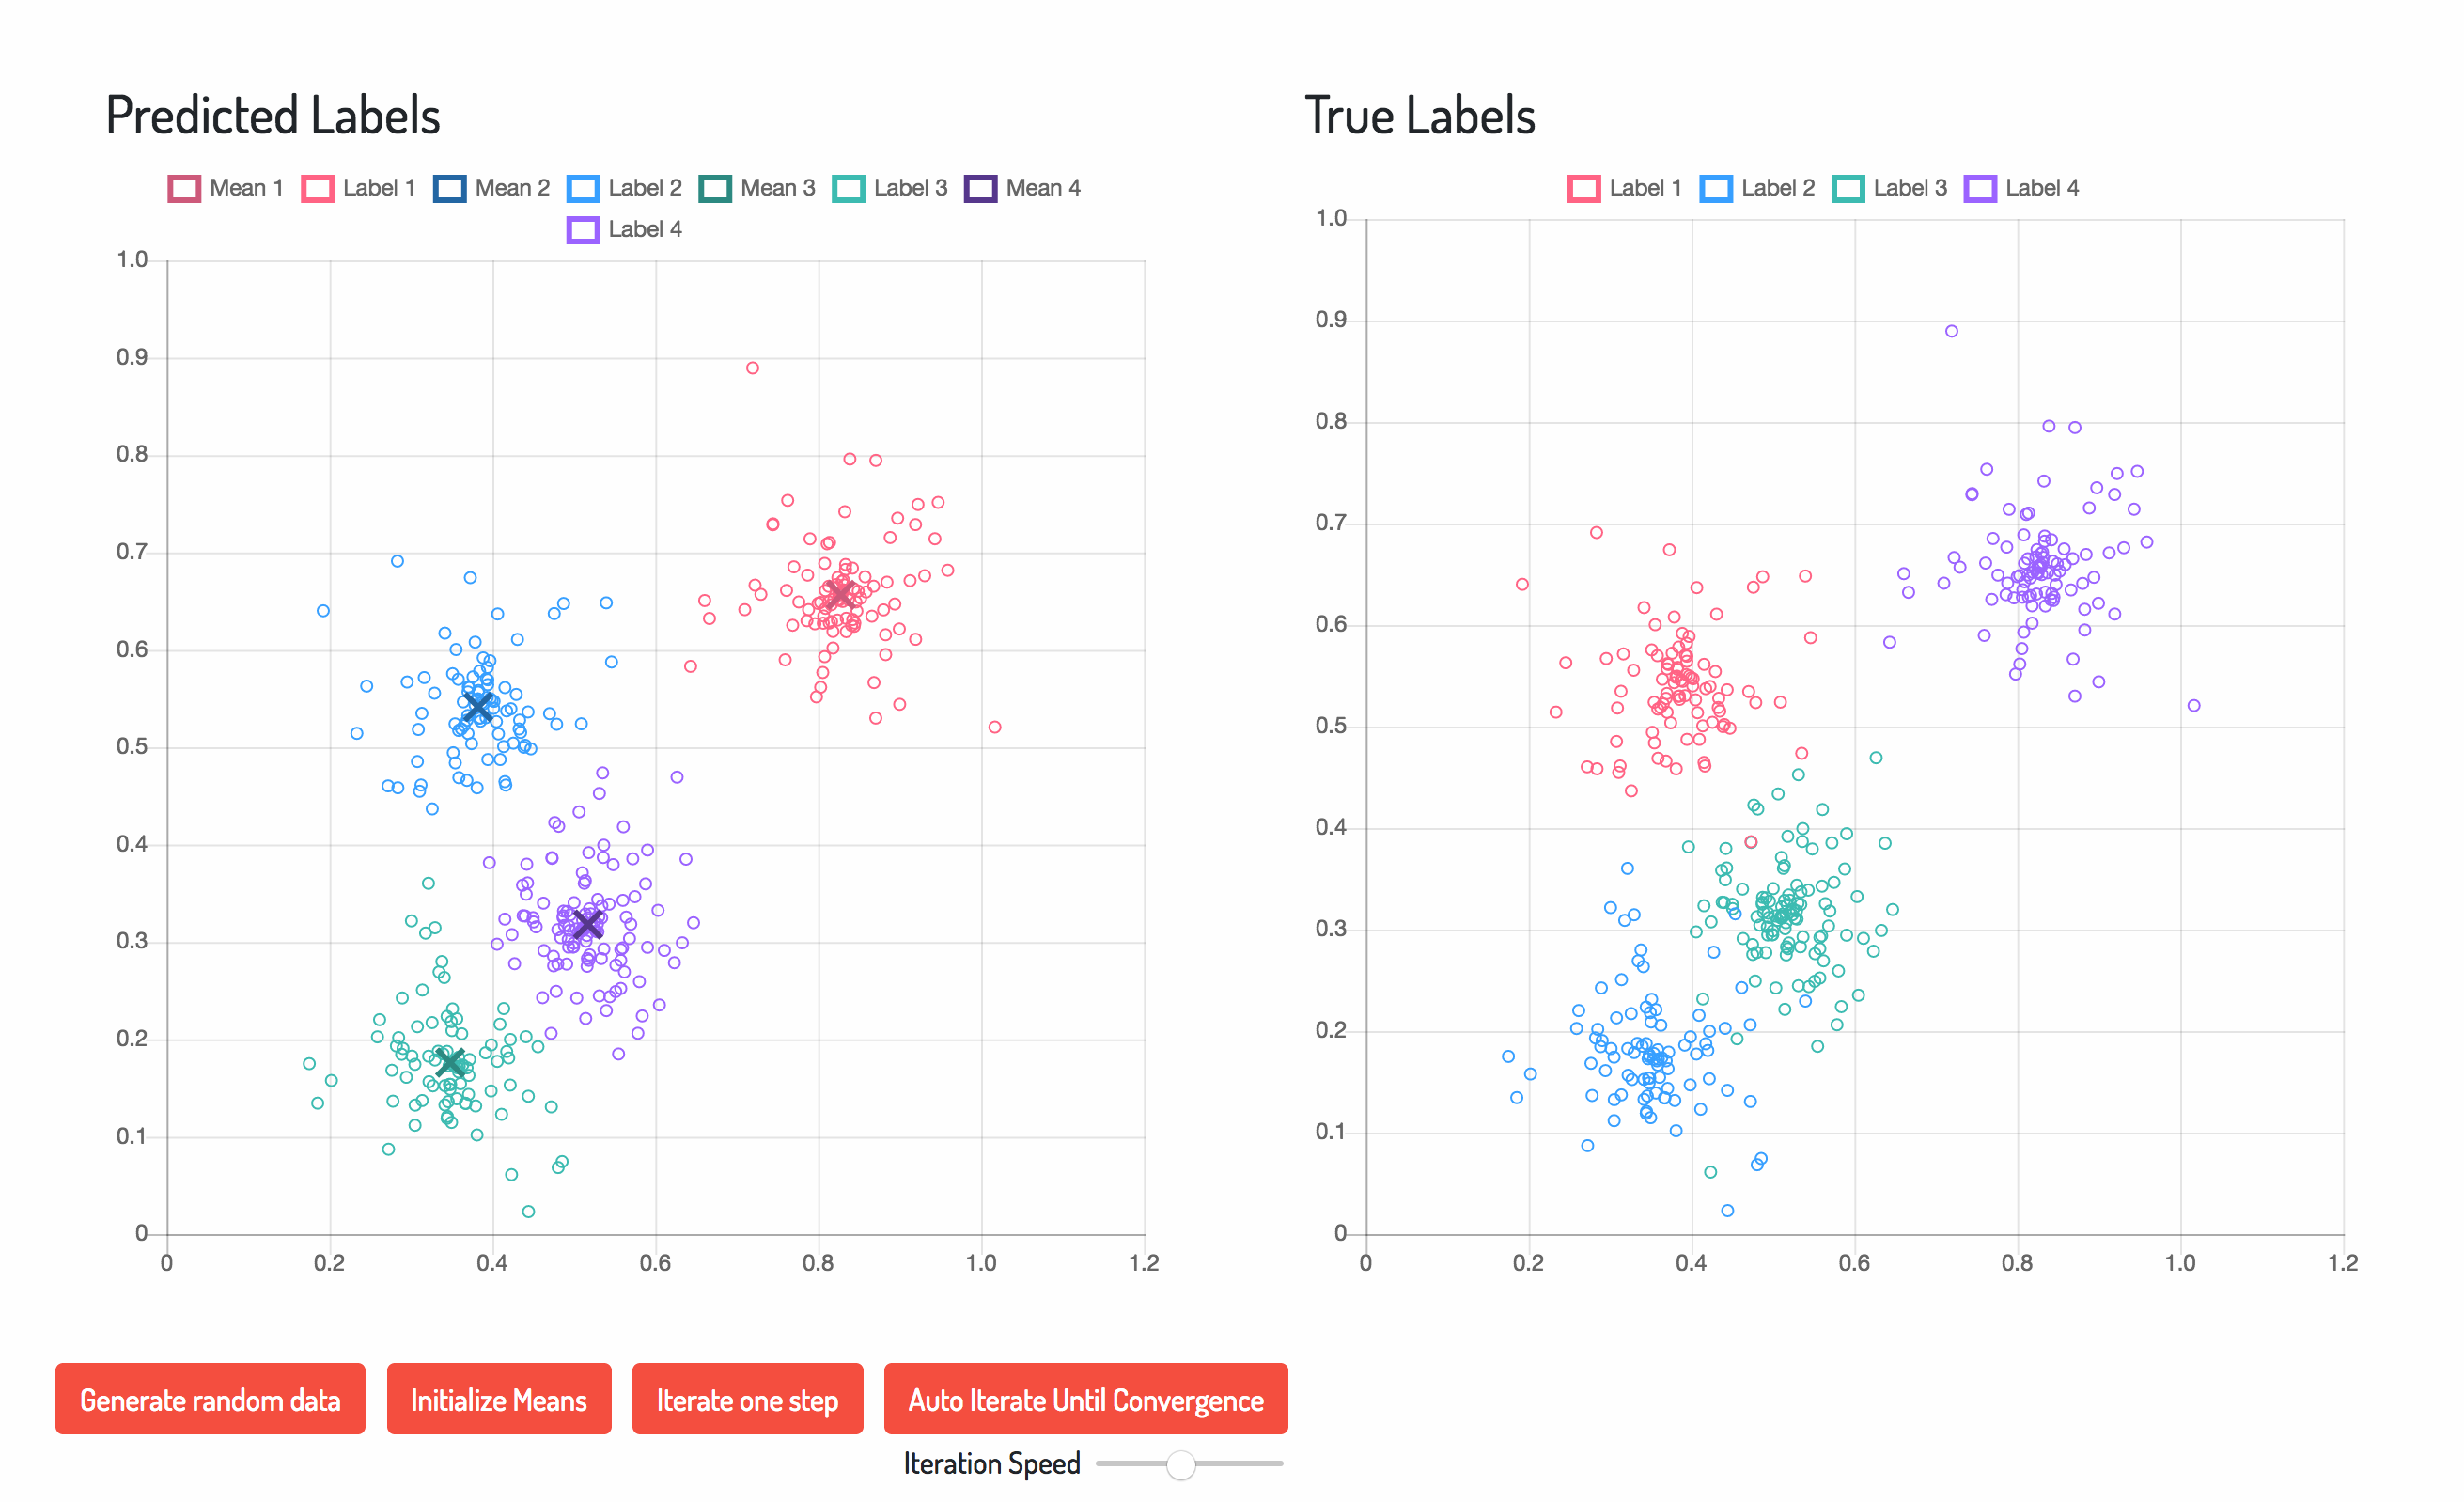 Predicted Labels
Mean 1 Label 1 Mean 2 Label 2 Mean 3 Label 3 Mean 4
Label 4
1.0
0.9
0.8
0.7
0.6
0.5
0.4
0.3
0.2
0.1
0
0 0.2 0.4 0.6 0.8 1.0 1.2
True Labels
Label 1 Label 2 Label 3 Label 4
1.0
0.9
0.8
0.7
0.6
0.5
0.4
0.3
0.2
0.1
0
0 0.2 0.4 0.6 0.8 1.0 1.2
Generate random data Initialize Means Iterate one step Auto Iterate Until Convergence
Iteration Speed